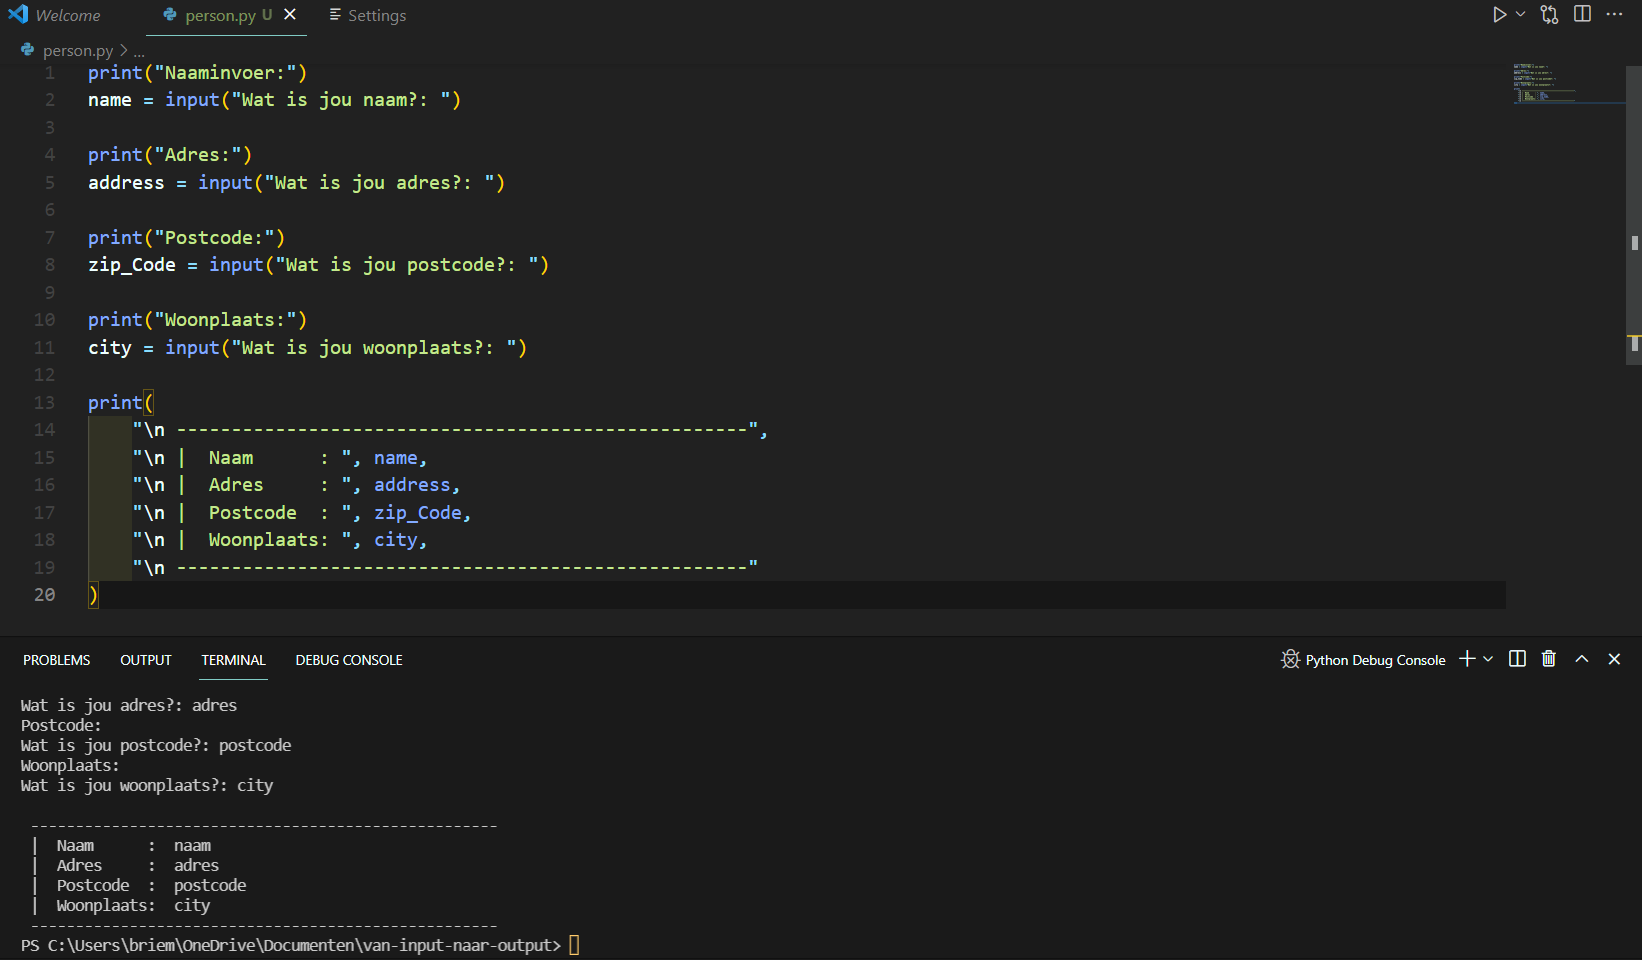 Welcome person.py U Settings
person.py > ...
1 print("Naaminvoer:")
2 name = input("Wat is jou naam?: ")
3
4 print("Adres:")
5 address = input("Wat is jou adres?: ")
6
7 print("Postcode:")
8 zip_Code = input("Wat is jou postcode?: ")
9
10 print("Woonplaats:")
11 city = input("Wat is jou woonplaats?: ")
12
13 print(
14     "\n ----------------------------------------------------",
15     "\n |  Naam      : ", name,
16     "\n |  Adres     : ", address,
17     "\n |  Postcode  : ", zip_Code,
18     "\n |  Woonplaats: ", city,
19     "\n ----------------------------------------------------"
20 )
PROBLEMS OUTPUT TERMINAL DEBUG CONSOLE Python Debug Console
Wat is jou adres?: adres
Postcode:
Wat is jou postcode?: postcode
Woonplaats:
Wat is jou woonplaats?: city
----------------------------------------------------
|  Naam      :  naam
|  Adres     :  adres
|  Postcode  :  postcode
|  Woonplaats:  city
----------------------------------------------------
PS C:\Users\briem\OneDrive\Documenten\van-input-naar-output>